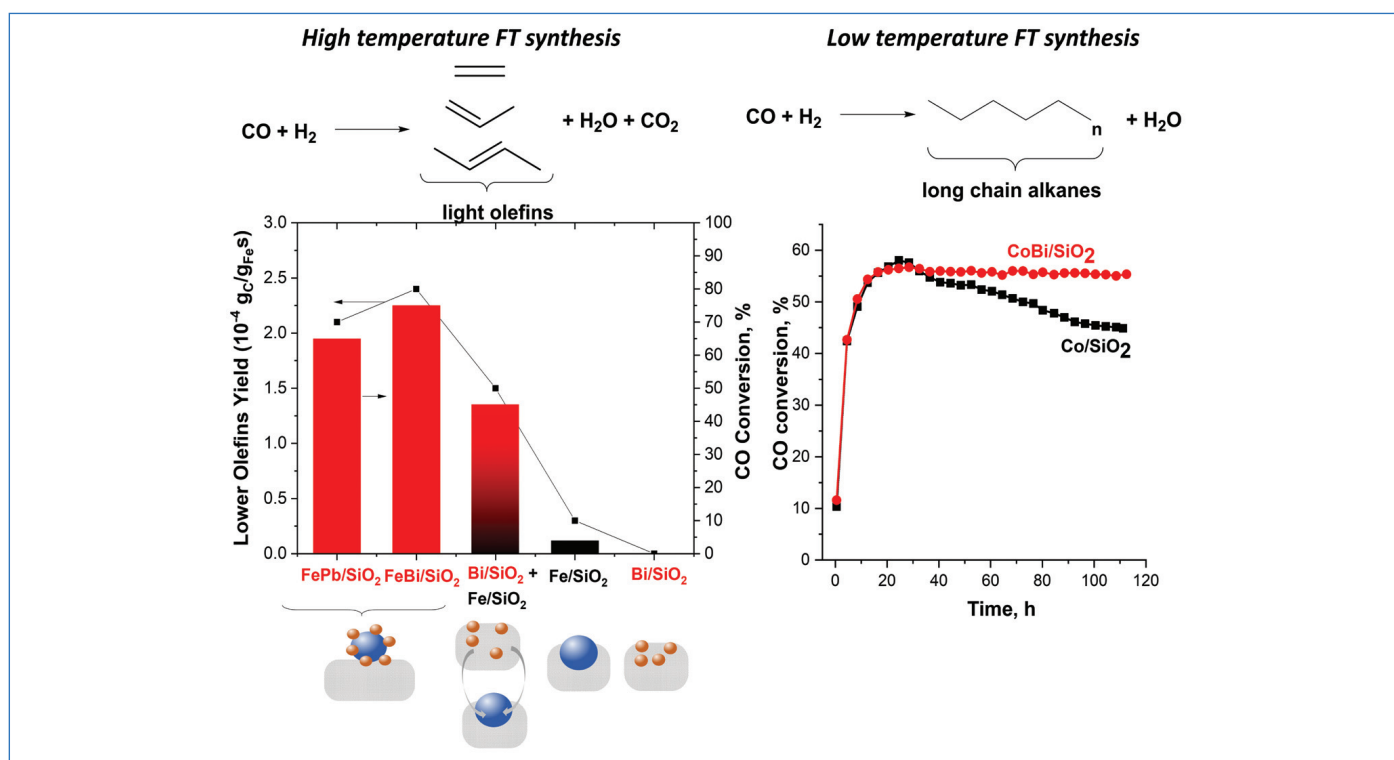 High temperature FT synthesis
CO + H₂
+ H₂O + CO₂
light olefins
Lower Olefins Yield (10⁻⁴ g_C/g_Fe s)
3.0
2.5
2.0
1.5
1.0
0.5
0.0
100
90
80
70
60
50
40
30
20
10
0
CO Conversion, %
FePb/SiO₂
FeBi/SiO₂
Bi/SiO₂ +
Fe/SiO₂
Fe/SiO₂
Bi/SiO₂
Low temperature FT synthesis
CO + H₂
n
+ H₂O
long chain alkanes
CO conversion, %
60
50
40
30
20
10
0
CoBi/SiO₂
Co/SiO₂
0
20
40
60
80
100
120
Time, h